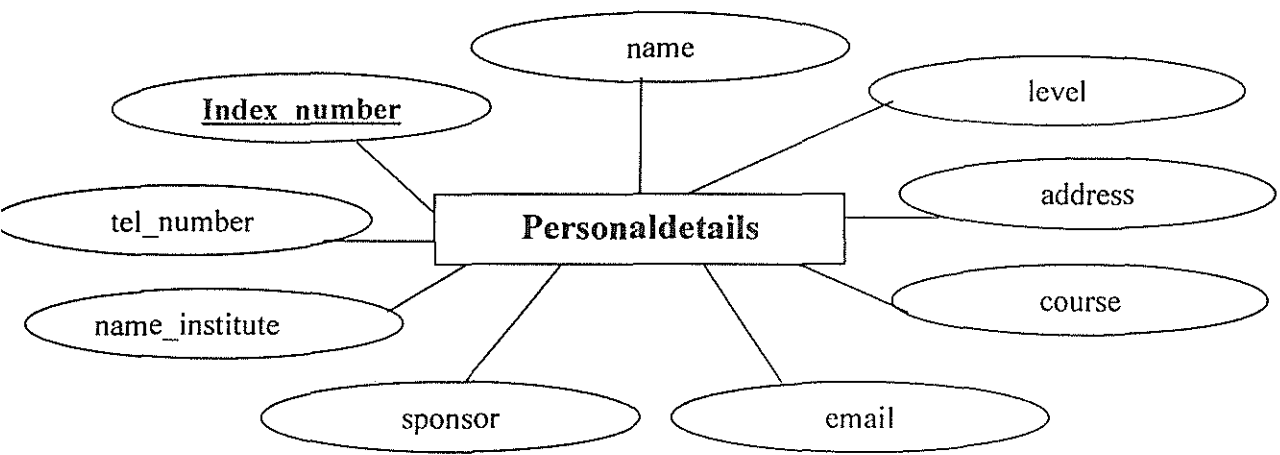 name
level
Index_number
address
tel_number
Personaldetails
course
name_institute
sponsor
email